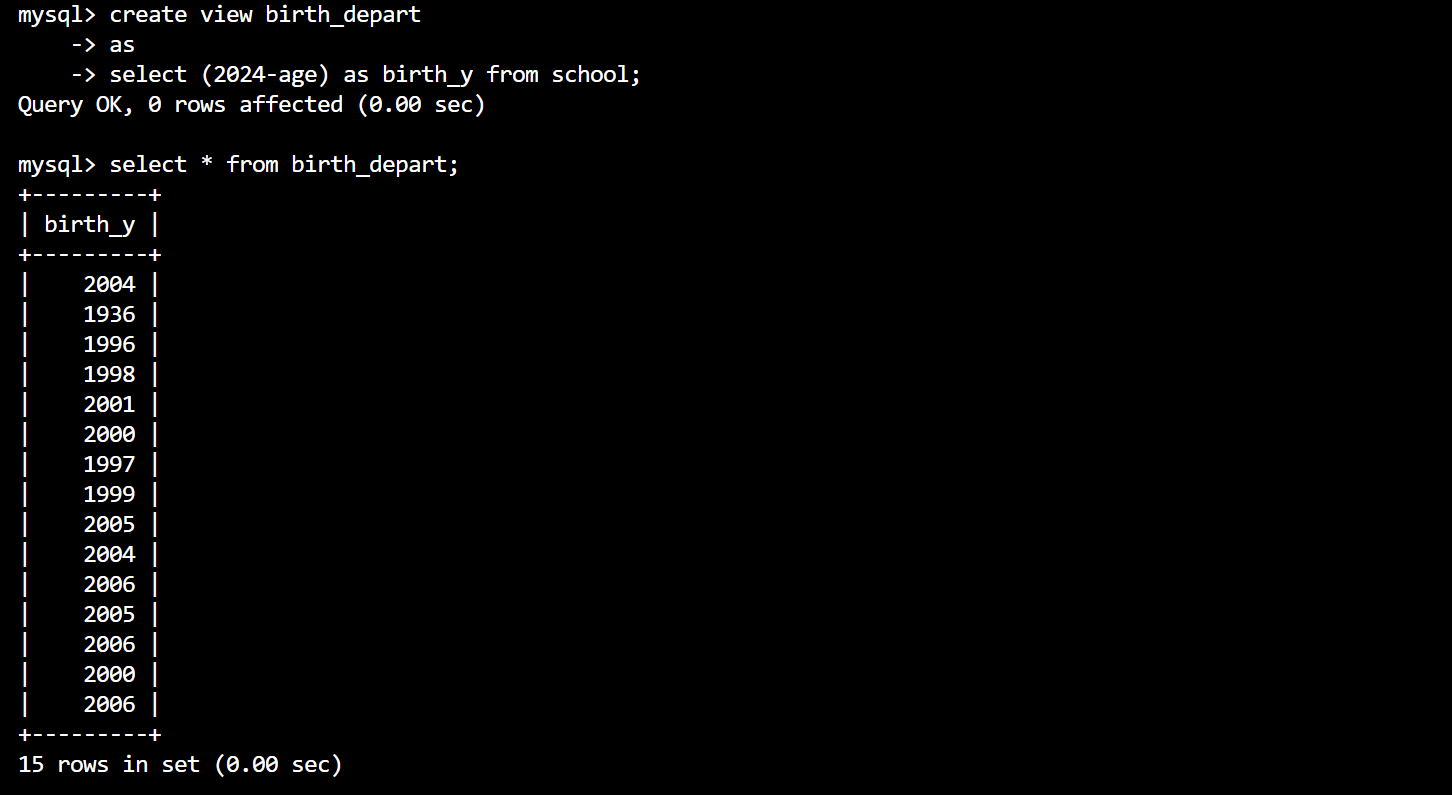 mysql> create view birth_depart
    -> as
    -> select (2024-age) as birth_y from school;
Query OK, 0 rows affected (0.00 sec)

mysql> select * from birth_depart;
+---------+
| birth_y |
+---------+
|    2004 |
|    1936 |
|    1996 |
|    1998 |
|    2001 |
|    2000 |
|    1997 |
|    1999 |
|    2005 |
|    2004 |
|    2006 |
|    2005 |
|    2006 |
|    2000 |
|    2006 |
+---------+
15 rows in set (0.00 sec)